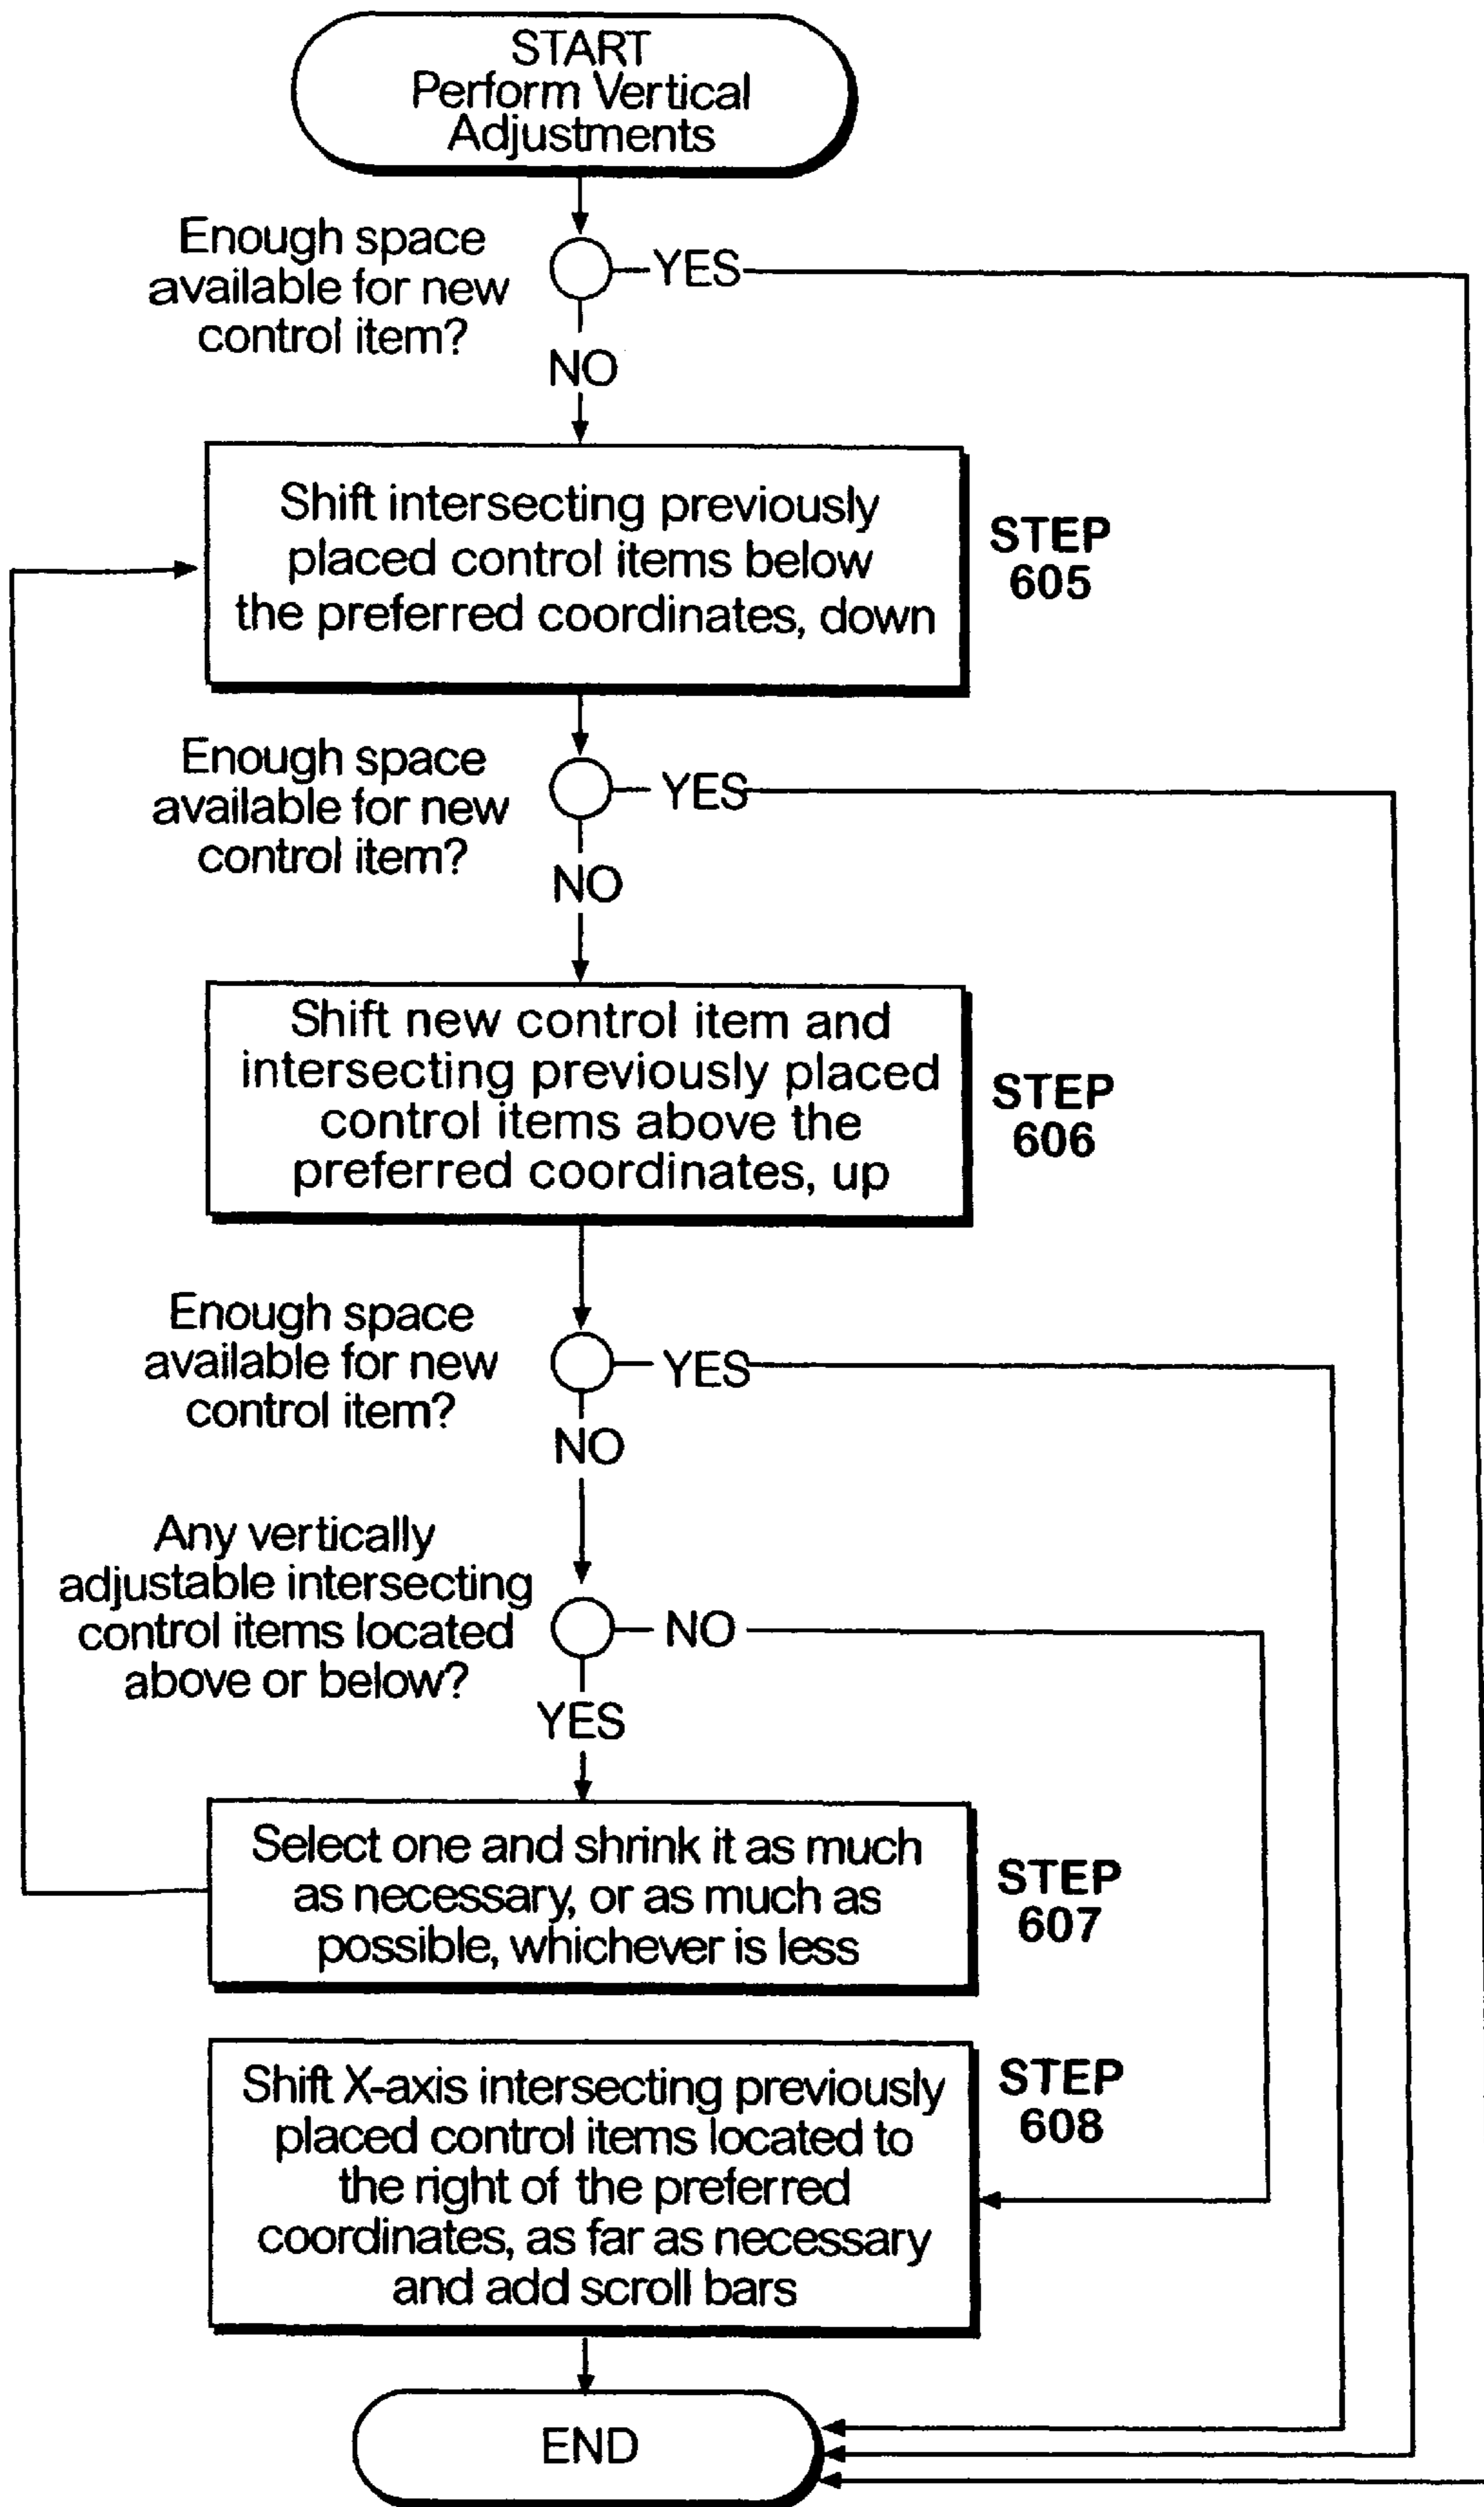 START
Perform Vertical
Adjustments
Enough space
available for new
control item?
YES
NO
Shift intersecting previously
placed control items below
the preferred coordinates, down
STEP
605
Enough space
available for new
control item?
YES
NO
Shift new control item and
intersecting previously placed
control items above the
preferred coordinates, up
STEP
606
Enough space
available for new
control item?
YES
NO
Any vertically
adjustable intersecting
control items located
above or below?
NO
YES
Select one and shrink it as much
as necessary, or as much as
possible, whichever is less
STEP
607
Shift X-axis intersecting previously
placed control items located to
the right of the preferred
coordinates, as far as necessary
and add scroll bars
STEP
608
END